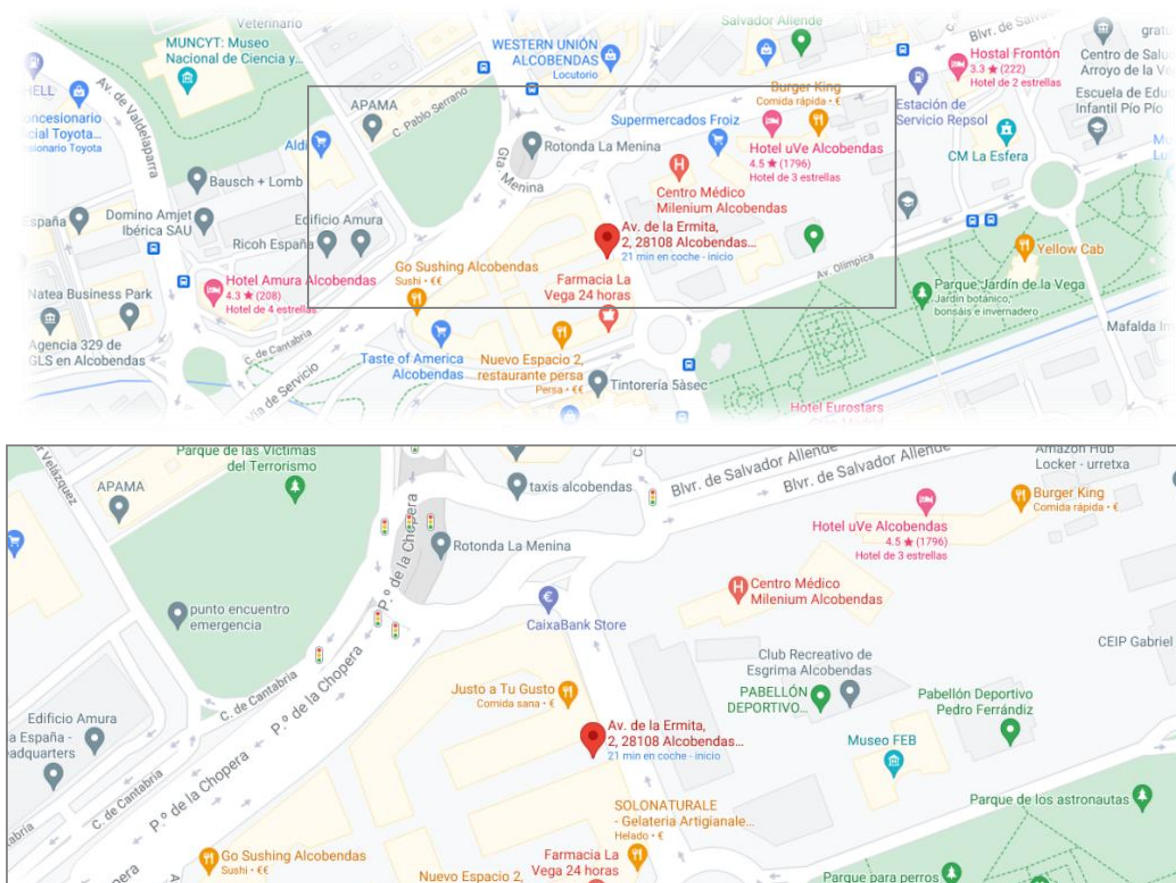 Veterinario
MUNCYT: Museo
Nacional de Ciencia y...
WESTERN UNIÓN
ALCOBENDAS
Locutorio
Salvador Allende
Hostal Frontón
3.3 ★ (222)
Hotel de 2 estrellas
Centro de Salu
Arroyo de la Ve
Escuela de Educ
Infantil Pío Pío
HELL
oncesionario
cial Toyota...
Av. de Valdelaparra
APAMA
C. Pablo Serrano
Aldi
Burger King
Comida rápida • €
Estación de
Servicio Repsol
CM La Esfera
Supermercados Froiz
Rotonda La Menina
Gta. Menina
Hotel uVe Alcobendas
4.5 ★ (1796)
Hotel de 3 estrellas
Centro Médico
Milenium Alcobendas
Bausch + Lomb
España
Domino Amjet
Ibérica SAU
Edificio Amura
Ricoh España
Av. de la Ermita,
2, 28108 Alcobendas...
21 min en coche - inicio
Yellow Cab
Av. Olímpica
Go Sushing Alcobendas
Sushi • €€
Farmacia La
Vega 24 horas
Hotel Amura Alcobendas
4.3 ★ (208)
Hotel de 4 estrellas
Natea Business Park
Parque Jardín de la Vega
Jardín botánico,
bonsáis e invernadero
Agencia 329 de
GLS en Alcobendas
C. de Cantabria
Vía de Servicio
Taste of America
Alcobendas
Nuevo Espacio 2,
restaurante persa
Persa • €€
Tintorería 5àsec
Mafalda
Hotel Eurostars
Parque de las Víctimas
del Terrorismo
Velázquez
APAMA
taxis alcobendas
Blvr. de Salvador Allende
Blvr. de Salvador Allende
Amazon Hub
Locker - urretxa
Burger King
Comida rápida • €
Hotel uVe Alcobendas
4.5 ★ (1796)
Hotel de 3 estrellas
P.º de la Chopera
Rotonda La Menina
Centro Médico
Milenium Alcobendas
punto encuentro
emergencia
CaixaBank Store
Club Recreativo de
Esgrima Alcobendas
CEIP Gabriel
PABELLÓN
DEPORTIVO...
Pabellón Deportivo
Pedro Ferrándiz
Justo a Tu Gusto
Comida sana • €
C. de Cantabria
P.º de la Chopera
Edificio Amura
a España -
eadquarters
Av. de la Ermita,
2, 28108 Alcobendas...
21 min en coche - inicio
Museo FEB
Parque de los astronautas
C. de Cantabria
P.º de la Chopera
SOLONATURALE
- Gelateria Artigianale...
Helado • €
Go Sushing Alcobendas
Sushi • €€
Farmacia La
Vega 24 horas
Nuevo Espacio 2,
Parque para perros